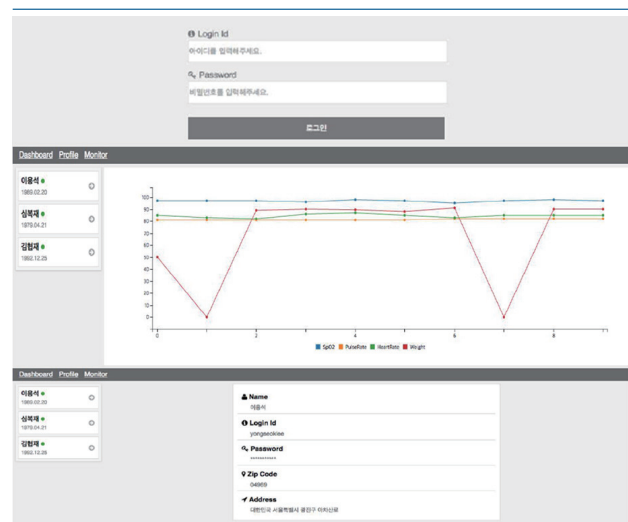 Login Id
아이디를 입력해주세요.
Password
비밀번호를 입력해주세요.
로그인
Dashboard Profile Monitor
이용석
1989.02.20
심복재
1979.04.21
김협재
1992.12.25
100
90
80
70
60
50
40
30
20
10
0
0 2 4 6 8
SpO2 PulseRate HeartRate Weight
Dashboard Profile Monitor
이용석
1989.02.20
심복재
1979.04.21
김협재
1992.12.25
Name
이용석
Login Id
yongseoklee
Password
***********
Zip Code
04969
Address
대한민국 서울특별시 광진구 아차산로